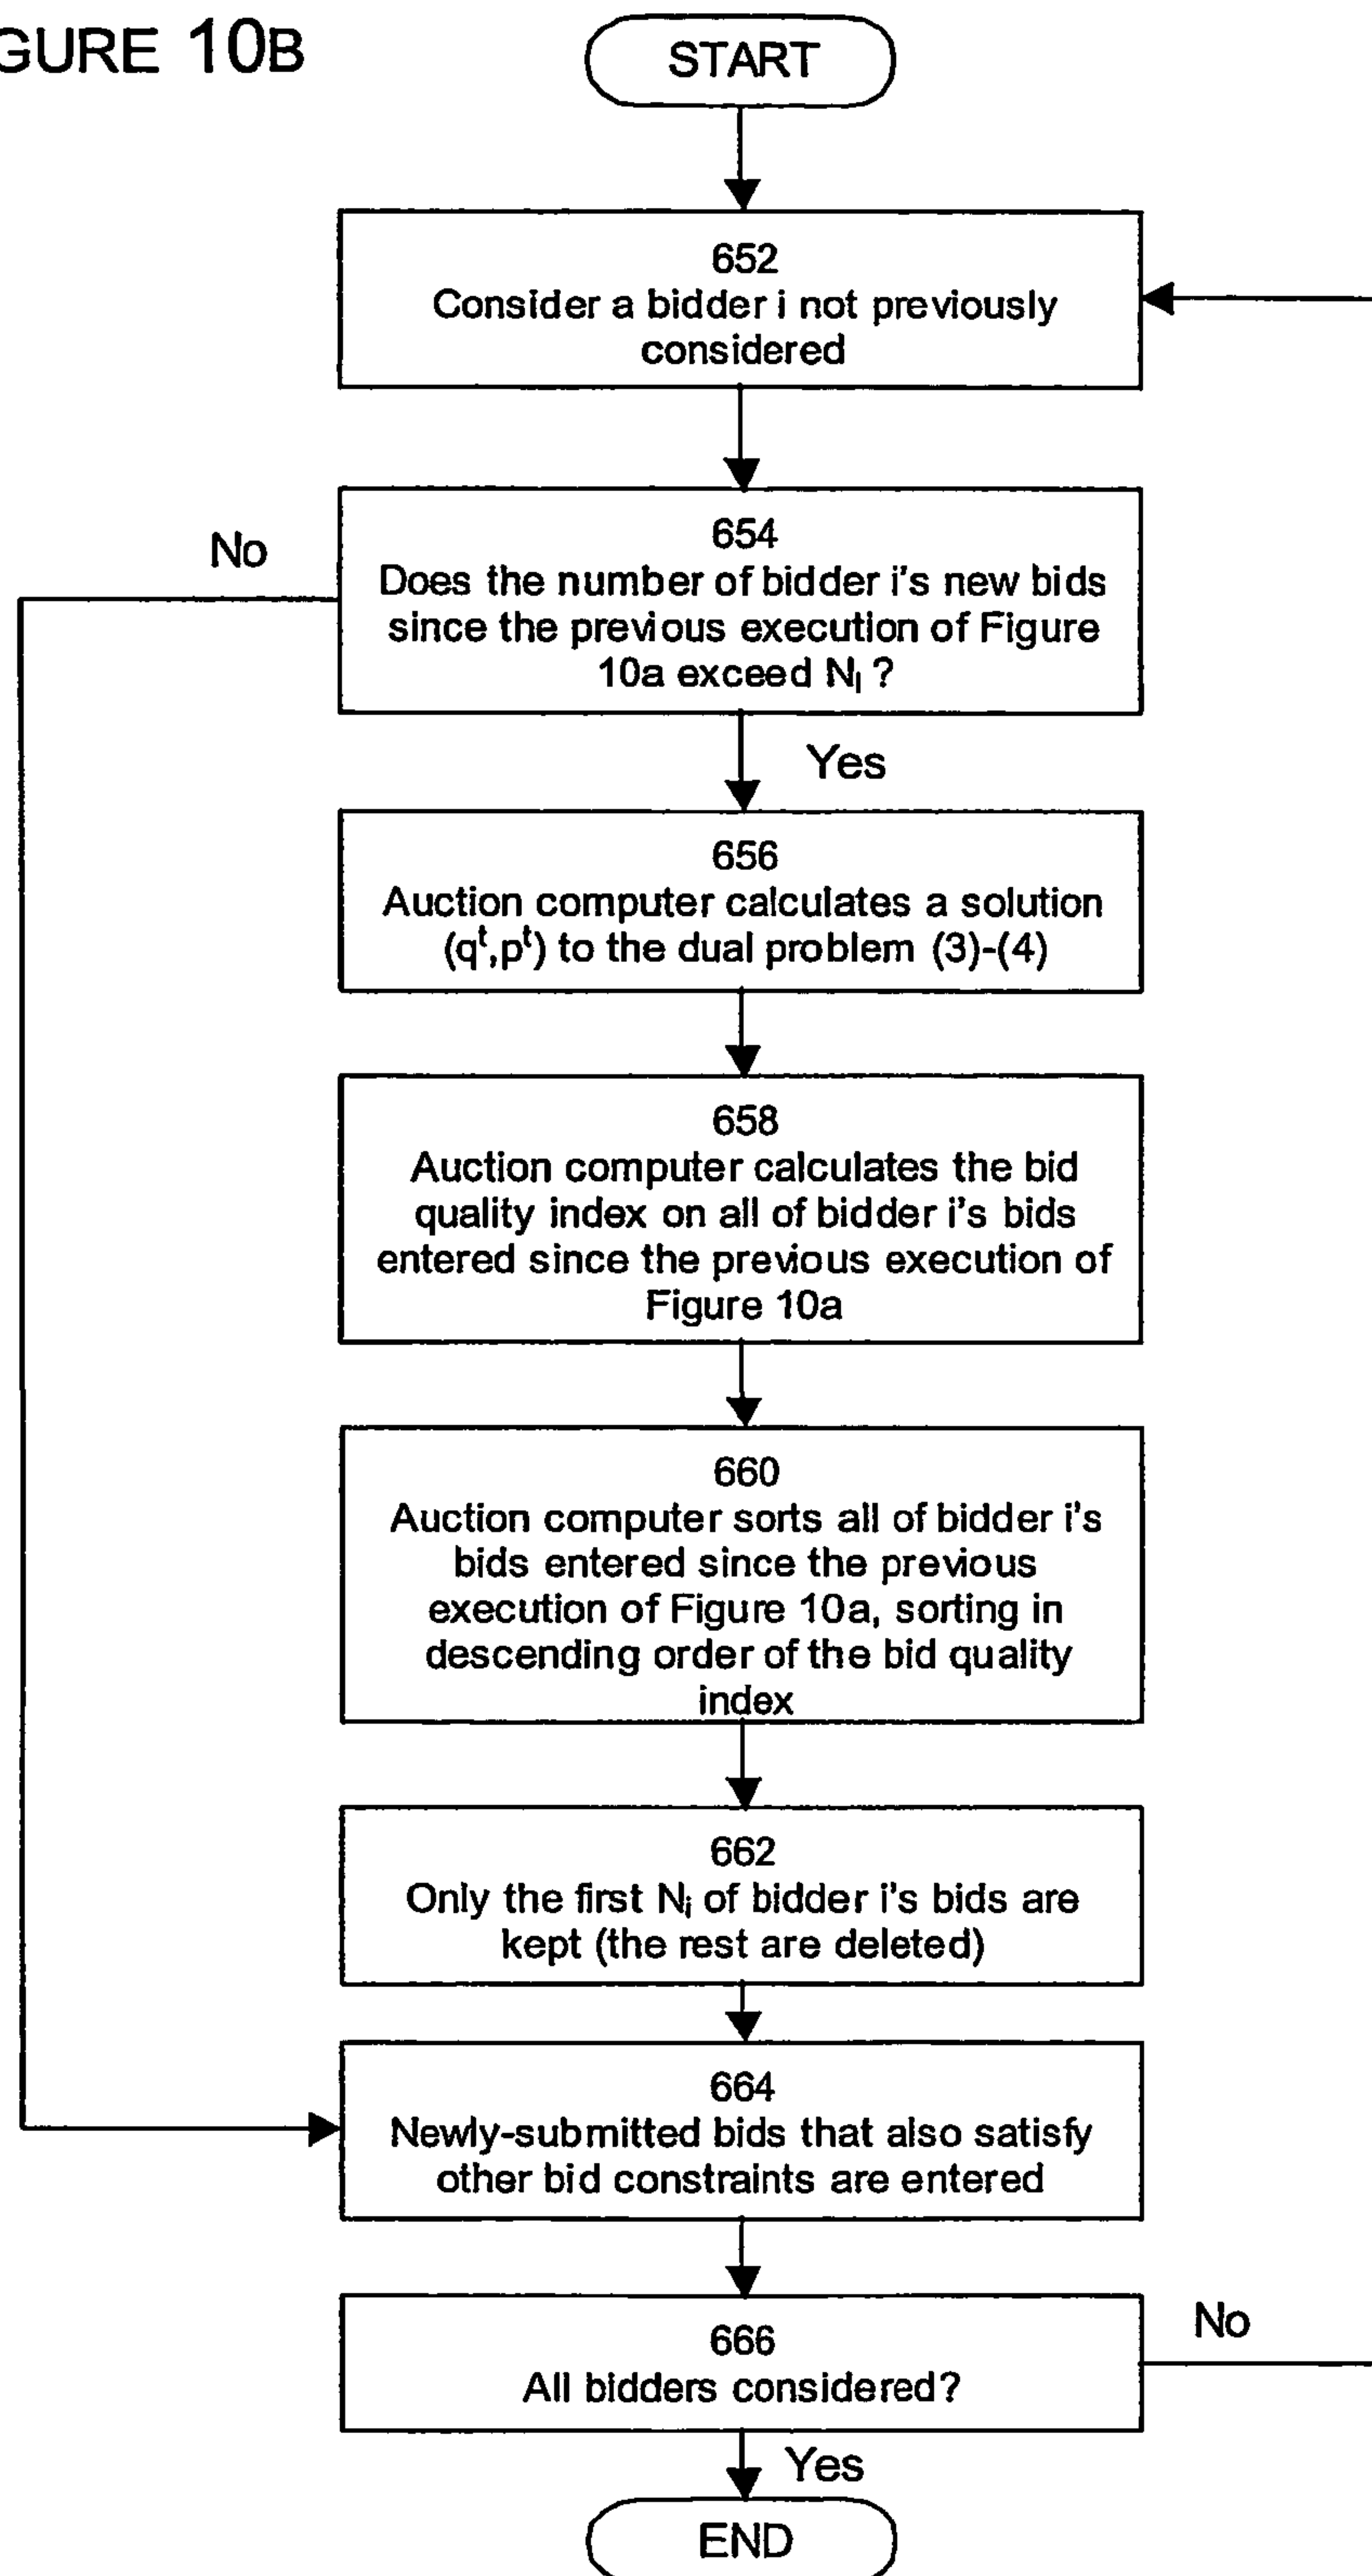 GURE 10B
START
652
Consider a bidder i not previously
considered
No
654
Does the number of bidder i's new bids
since the previous execution of Figure
10a exceed Nᵢ ?
Yes
656
Auction computer calculates a solution
(qᵗ,pᵗ) to the dual problem (3)-(4)
658
Auction computer calculates the bid
quality index on all of bidder i's bids
entered since the previous execution of
Figure 10a
660
Auction computer sorts all of bidder i's
bids entered since the previous
execution of Figure 10a, sorting in
descending order of the bid quality
index
662
Only the first Nᵢ of bidder i's bids are
kept (the rest are deleted)
664
Newly-submitted bids that also satisfy
other bid constraints are entered
666
All bidders considered?
No
Yes
END